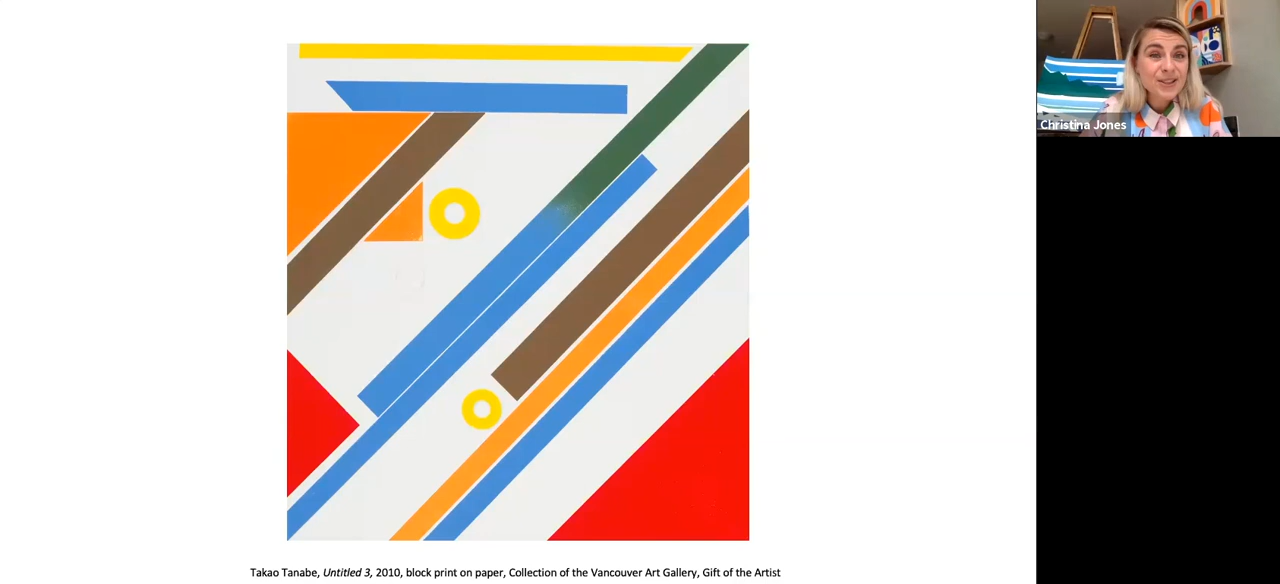 Christina Jones
Takao Tanabe, Untitled 3, 2010, block print on paper, Collection of the Vancouver Art Gallery, Gift of the Artist